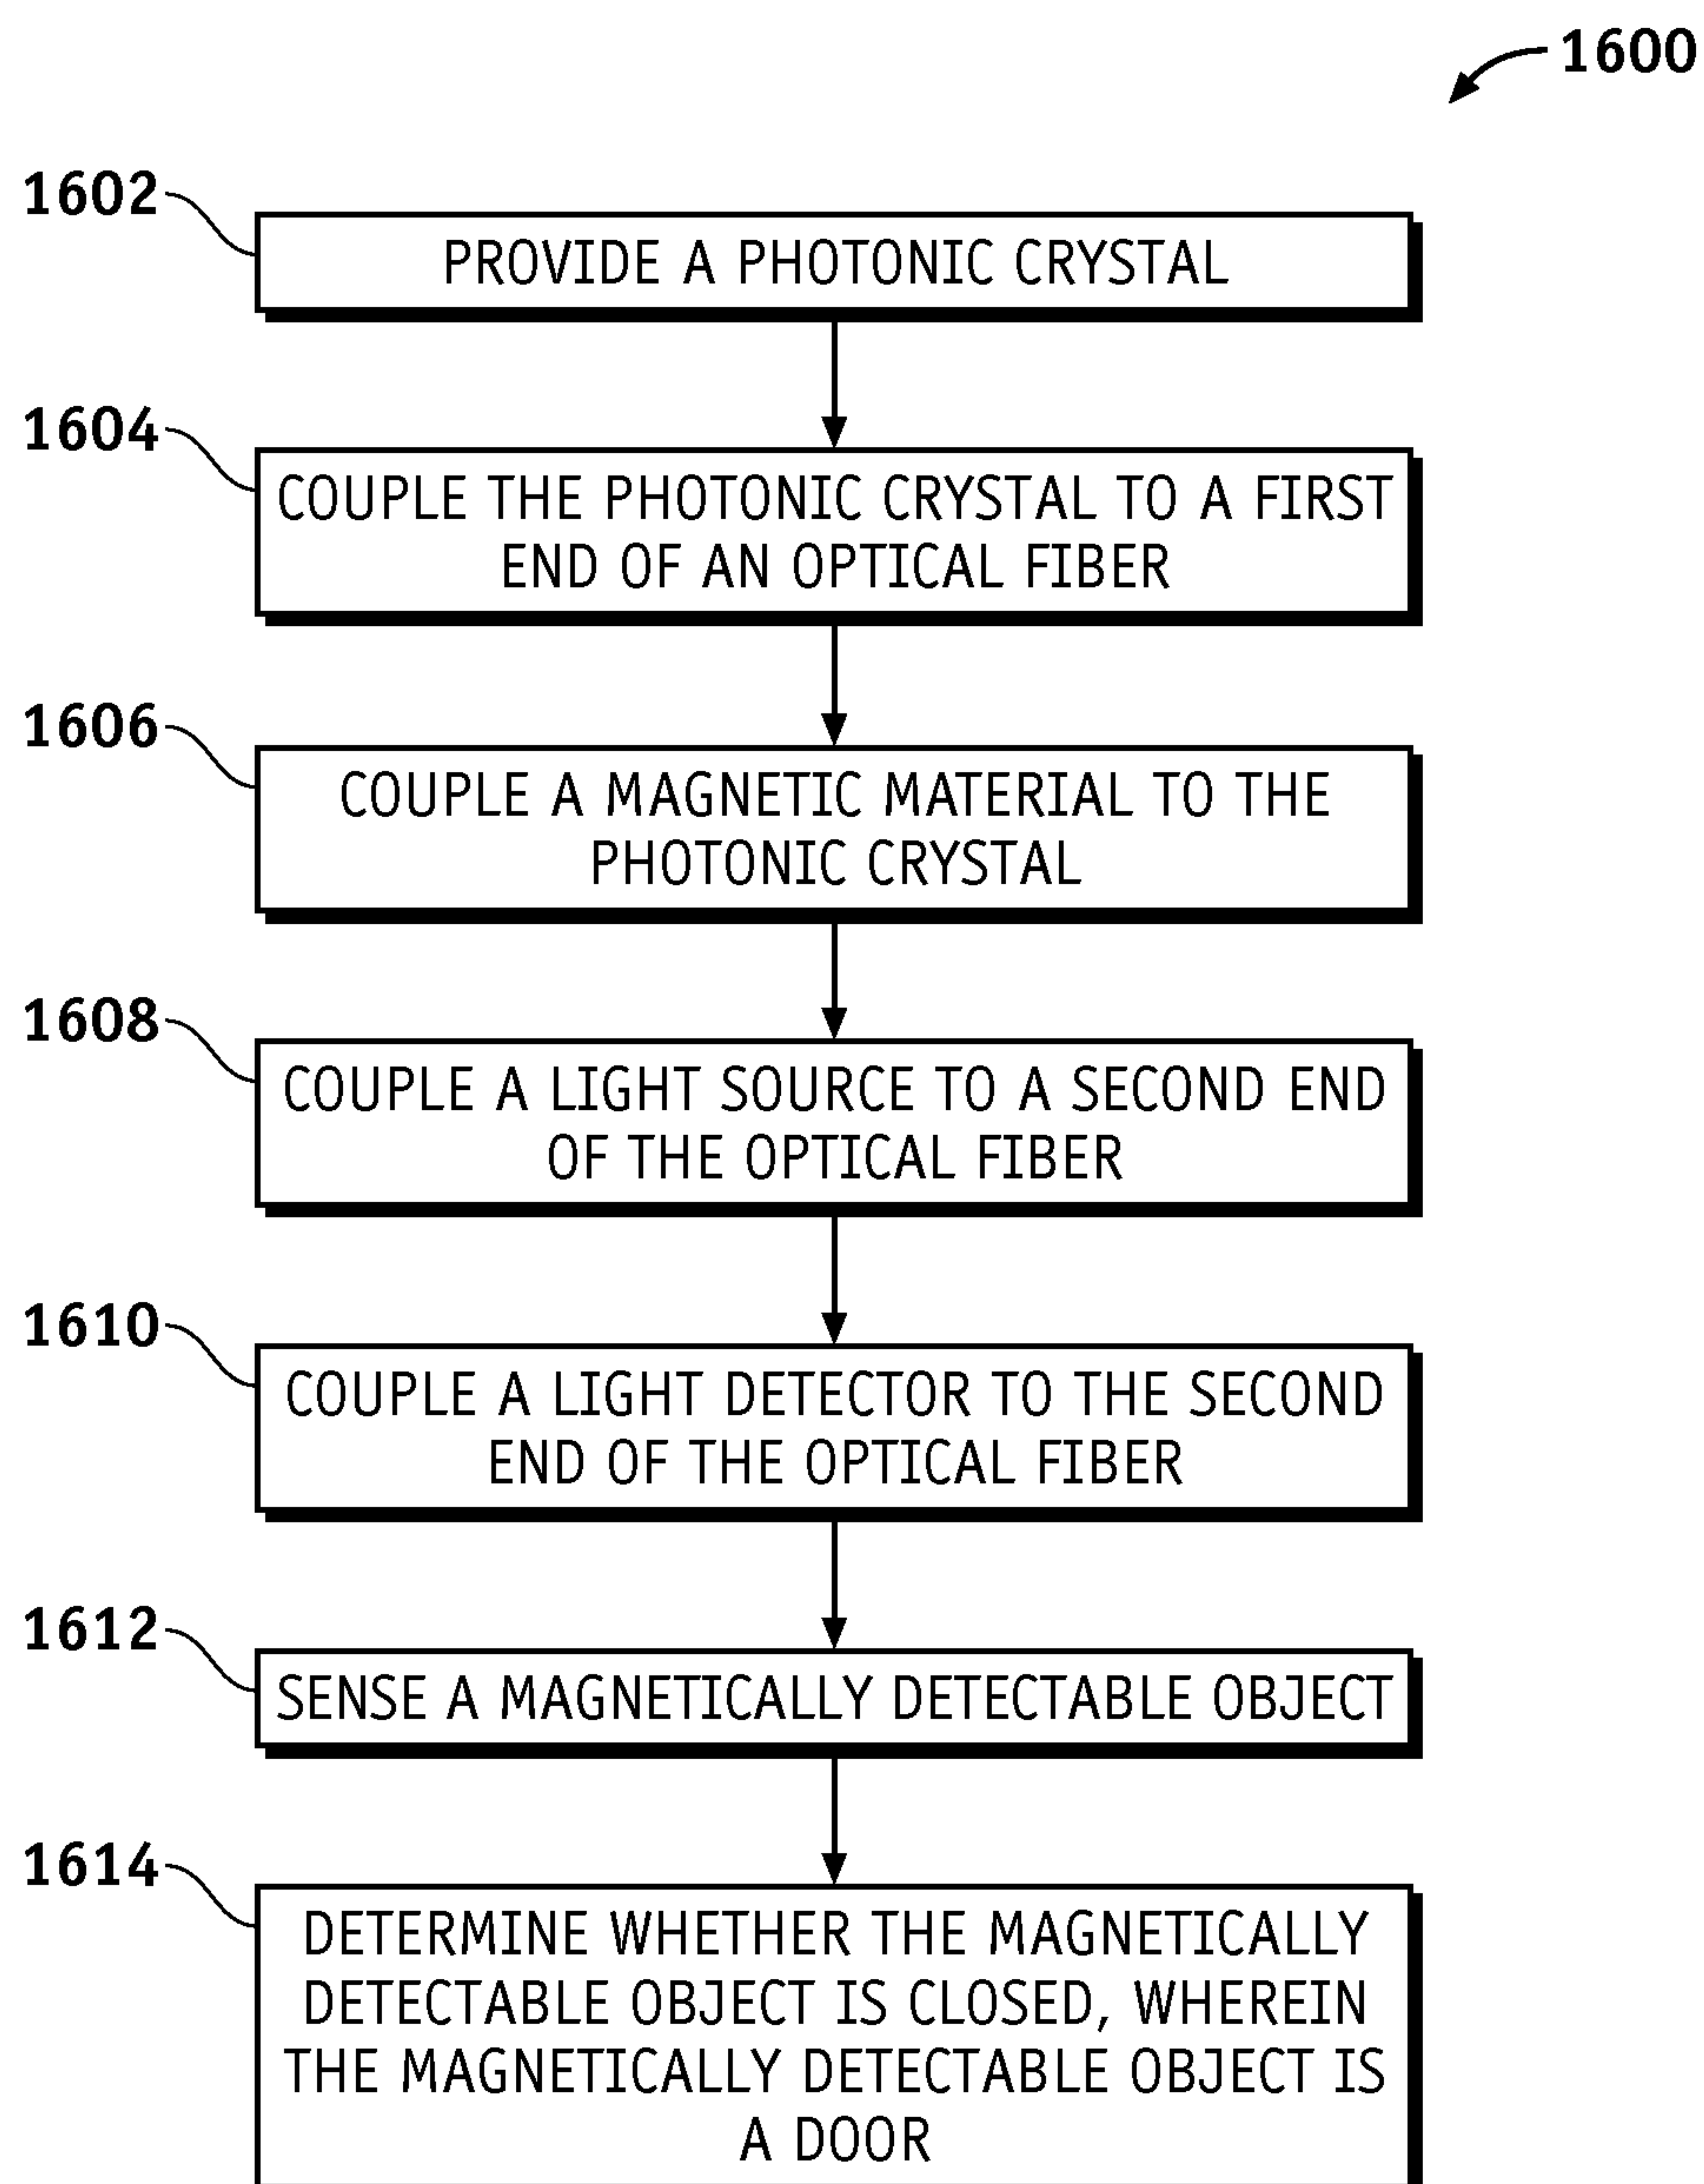 1600
1602
PROVIDE A PHOTONIC CRYSTAL
1604
COUPLE THE PHOTONIC CRYSTAL TO A FIRST
END OF AN OPTICAL FIBER
1606
COUPLE A MAGNETIC MATERIAL TO THE
PHOTONIC CRYSTAL
1608
COUPLE A LIGHT SOURCE TO A SECOND END
OF THE OPTICAL FIBER
1610
COUPLE A LIGHT DETECTOR TO THE SECOND
END OF THE OPTICAL FIBER
1612
SENSE A MAGNETICALLY DETECTABLE OBJECT
1614
DETERMINE WHETHER THE MAGNETICALLY
DETECTABLE OBJECT IS CLOSED, WHEREIN
THE MAGNETICALLY DETECTABLE OBJECT IS
A DOOR